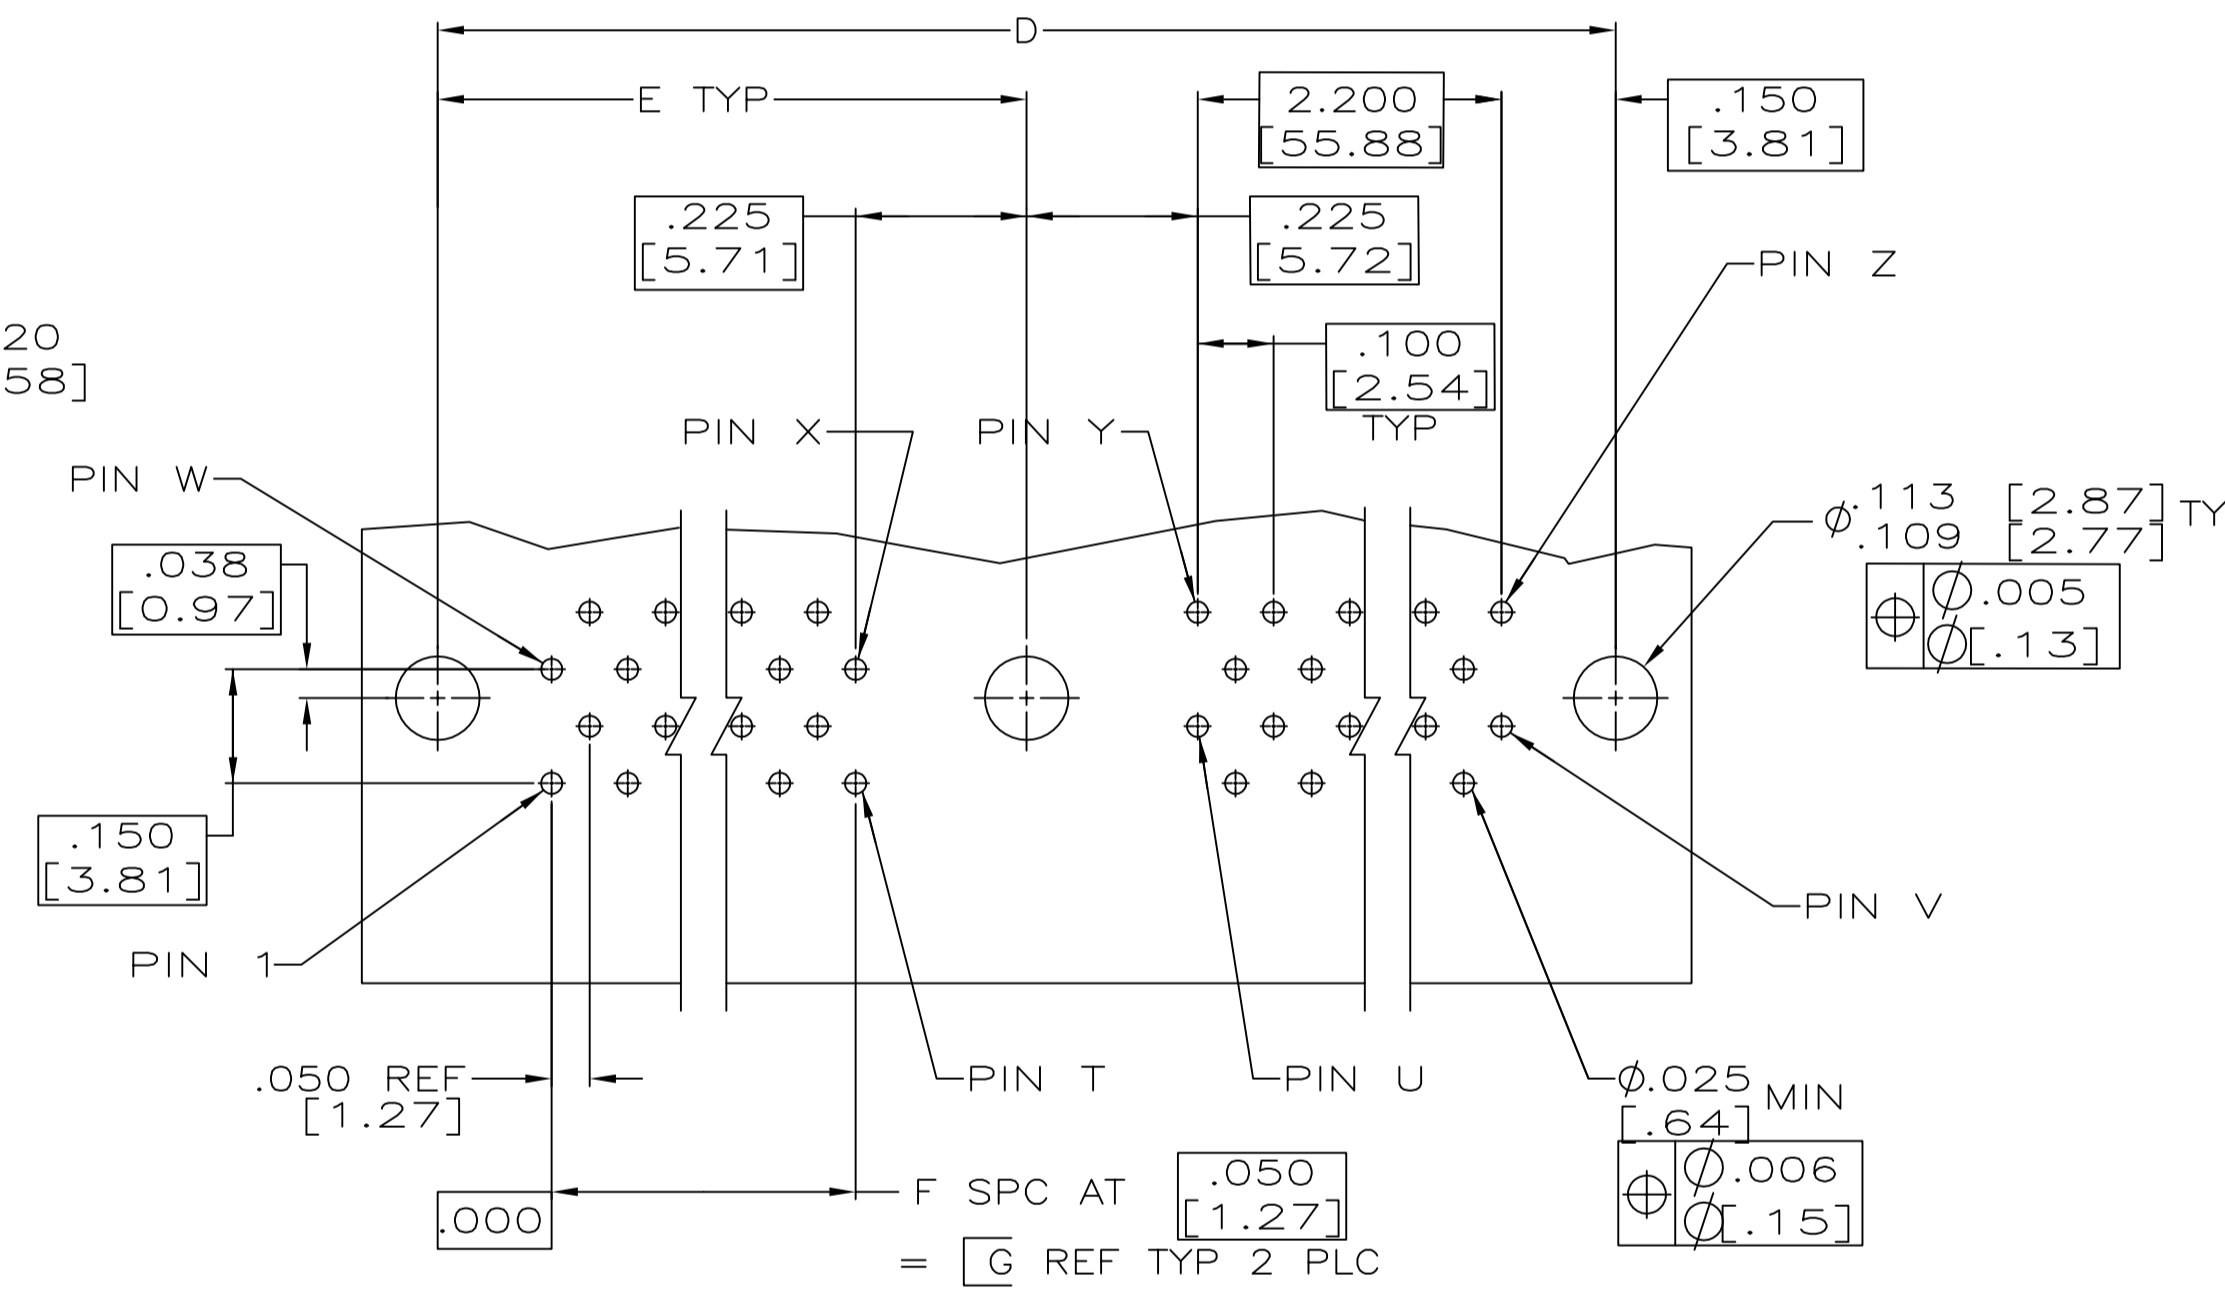 D
E TYP
2.200
[55.88]
.150
[3.81]
.225
[5.71]
.225
[5.72]
PIN Z
20
58]
.100
[2.54]
TYP
PIN X
PIN Y
PIN W
⌀.113 [2.87] TY
.109 [2.77]
.038
[0.97]
⌖ ⌀.005
⌀[.13]
.150
[3.81]
PIN V
PIN 1
.050 REF
[1.27]
PIN T
PIN U
⌀.025 MIN
[.64]
.050
[1.27]
F SPC AT
⌖ ⌀.006
⌀[.15]
.000
= [G REF TYP 2 PLC